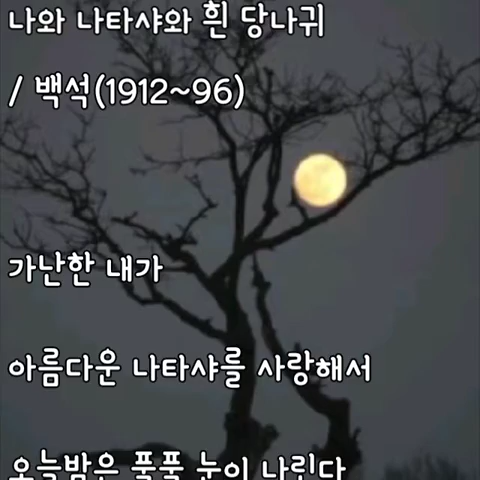 나와 나타샤와 흰 당나귀
/ 백석(1912~96)
가난한 내가
아름다운 나타샤를 사랑해서
오늘밤은 푹푹 눈이 나린다